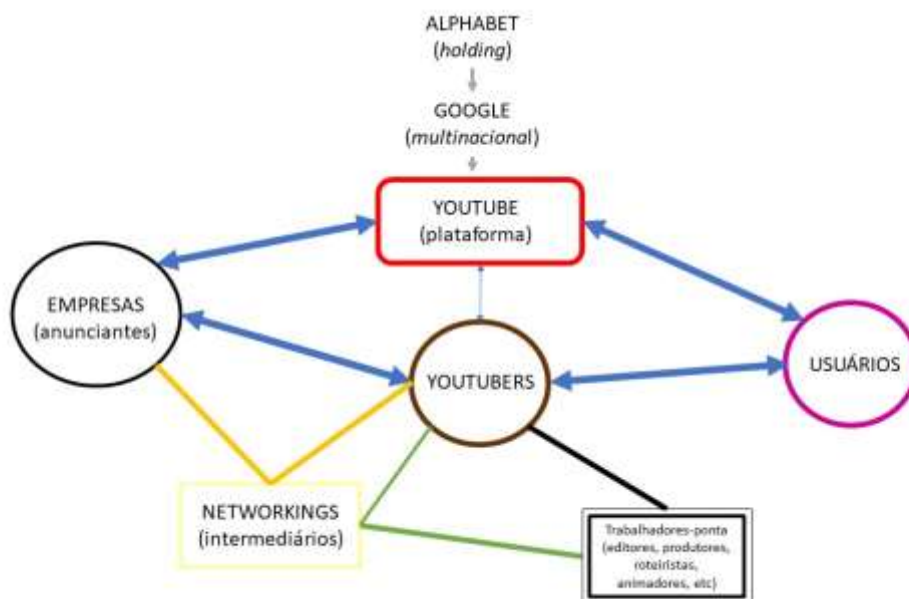 ALPHABET
(holding)
GOOGLE
(multinacional)
YOUTUBE
(plataforma)
EMPRESAS
(anunciantes)
YOUTUBERS
USUÁRIOS
NETWORKINGS
(intermediários)
Trabalhadores-ponta
(editores, produtores,
roteiristas,
animadores, etc)